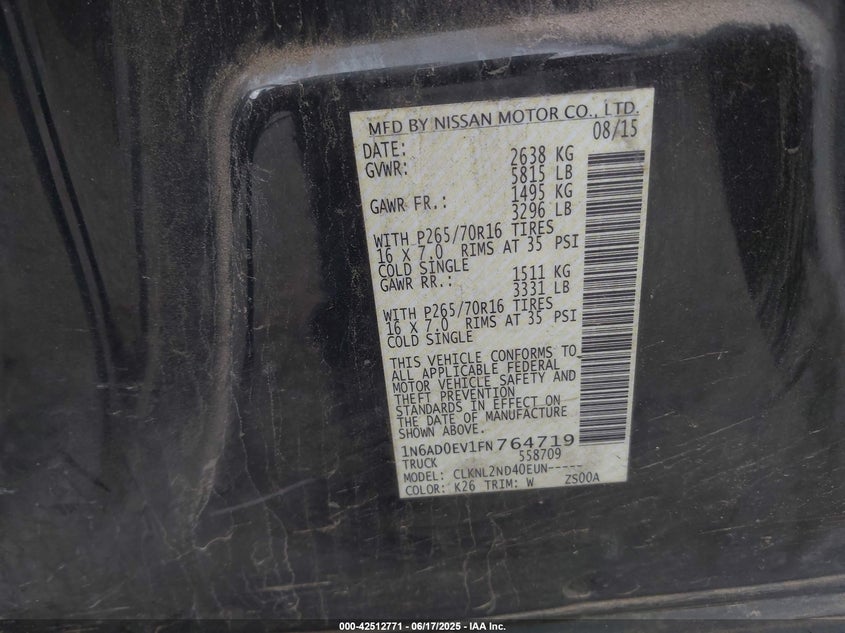 MFD BY NISSAN MOTOR CO., LTD.
DATE: 08/15
GVWR: 2638 KG
5815 LB
GAWR FR.: 1495 KG
3296 LB
WITH P265/70R16 TIRES
16 X 7.0 RIMS AT 35 PSI
COLD SINGLE
GAWR RR.: 1511 KG
3331 LB
WITH P265/70R16 TIRES
16 X 7.0 RIMS AT 35 PSI
COLD SINGLE
THIS VEHICLE CONFORMS TO
ALL APPLICABLE FEDERAL
MOTOR VEHICLE SAFETY AND
THEFT PREVENTION
STANDARDS IN EFFECT ON
THE DATE OF MANUFACTURE
SHOWN ABOVE.
1N6AD0EV1FN764719
TRUCK 558709
MODEL: CLKNL2ND40EUN-----
COLOR: K26 TRIM: W ZS00A
000-42512771 - 06/17/2025 - IAA Inc.